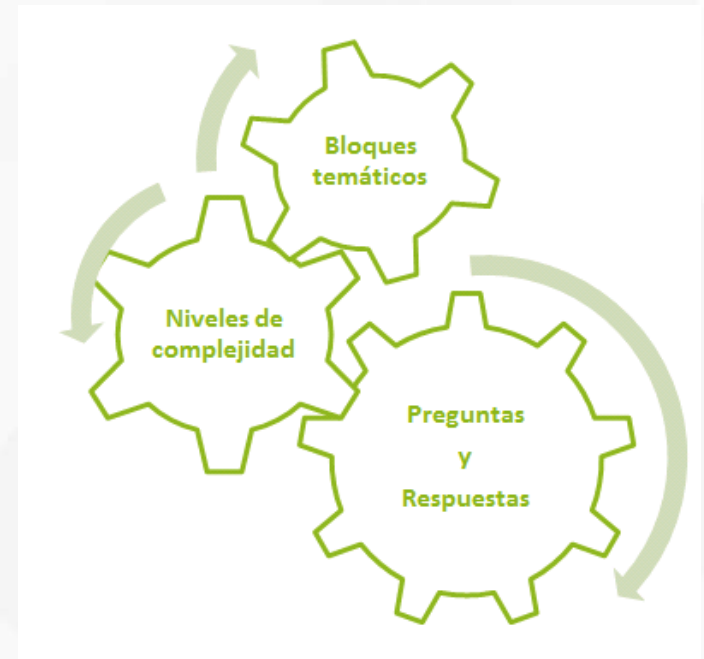 Bloques
temáticos
Niveles de
complejidad
Preguntas
y
Respuestas